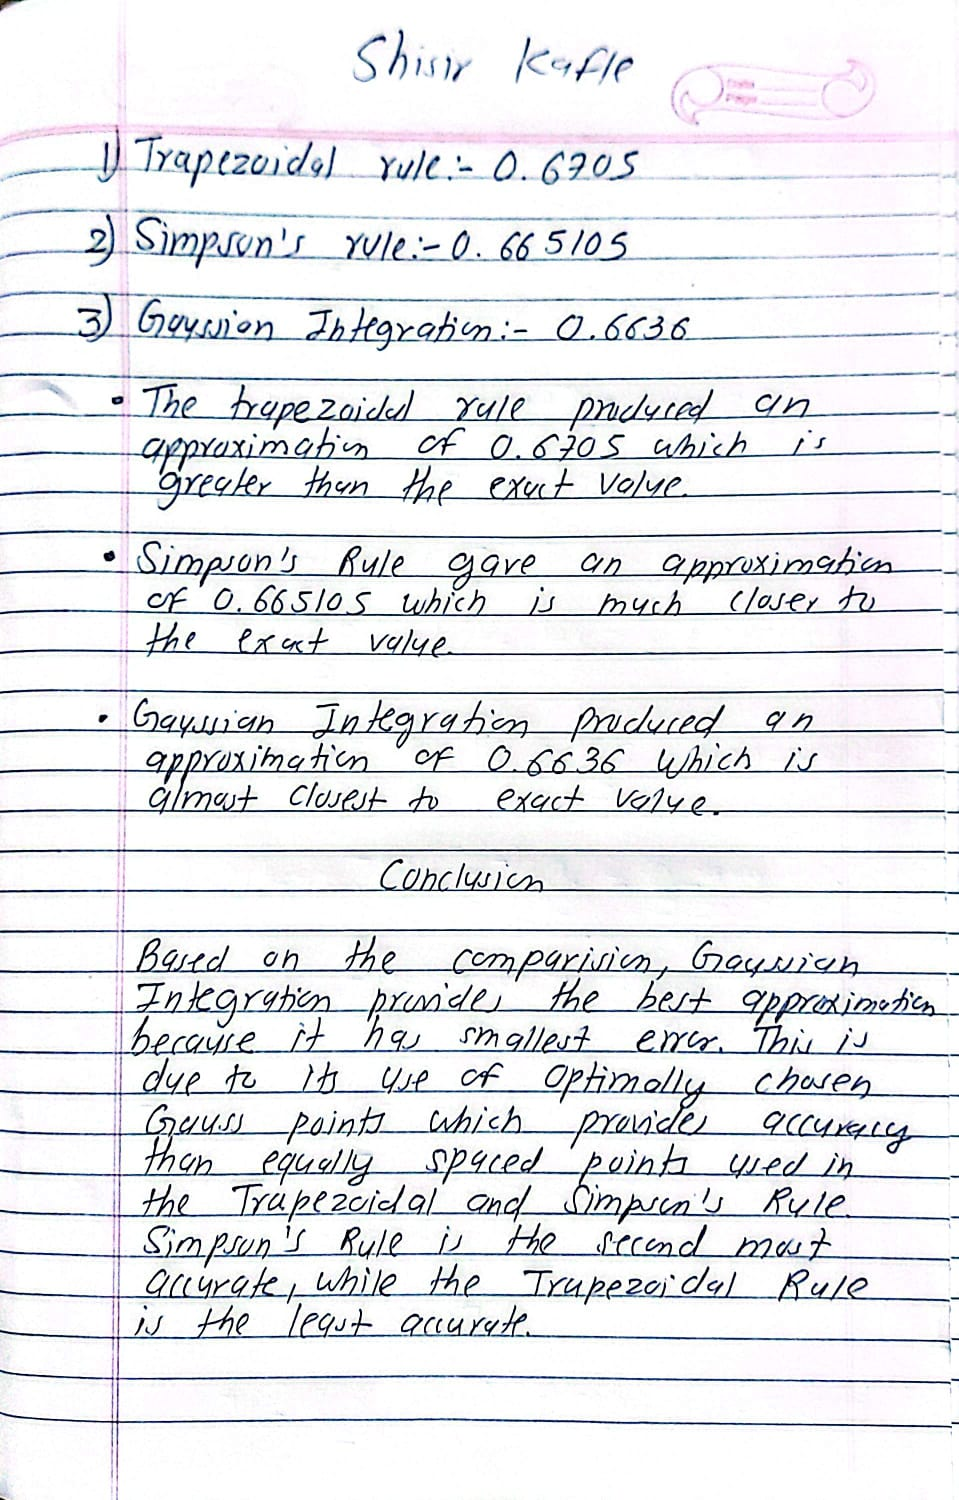 Shisir Kafle
1) Trapezoidal rule:- 0.6705
2) Simpson's rule:- 0.665105
3) Gaussian Integration:- 0.6636
• The trapezoidal rule produced an
approximation of 0.6705 which is
greater than the exact value.
• Simpson's Rule gave an approximation
of 0.665105 which is much closer to
the exact value.
• Gaussian Integration produced an
approximation of 0.6636 which is
almost closest to exact value.
Conclusion
Based on the comparision, Gaussian
Integration provides the best approximation
because it has smallest error. This is
due to its use of optimally chosen
Gauss points which provides accuracy
than equally spaced points used in
the Trapezoidal and Simpson's Rule.
Simpson's Rule is the second most
accurate, while the Trapezoidal Rule
is the least accurate.